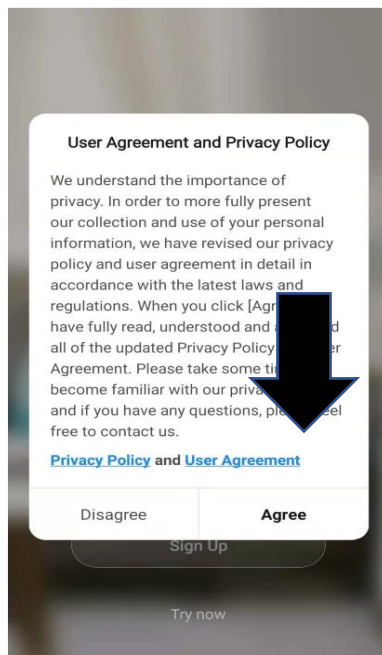 User Agreement and Privacy Policy
We understand the importance of
privacy. In order to more fully present
our collection and use of your personal
information, we have revised our privacy
policy and user agreement in detail in
accordance with the latest laws and
regulations. When you click
have fully read, understood and
all of the updated Privacy Policy
Agreement. Please take some
become familiar with our
and if you have any questions,
free to contact us.
Privacy Policy and User Agreement
Disagree Agree
Sign Up
Try now